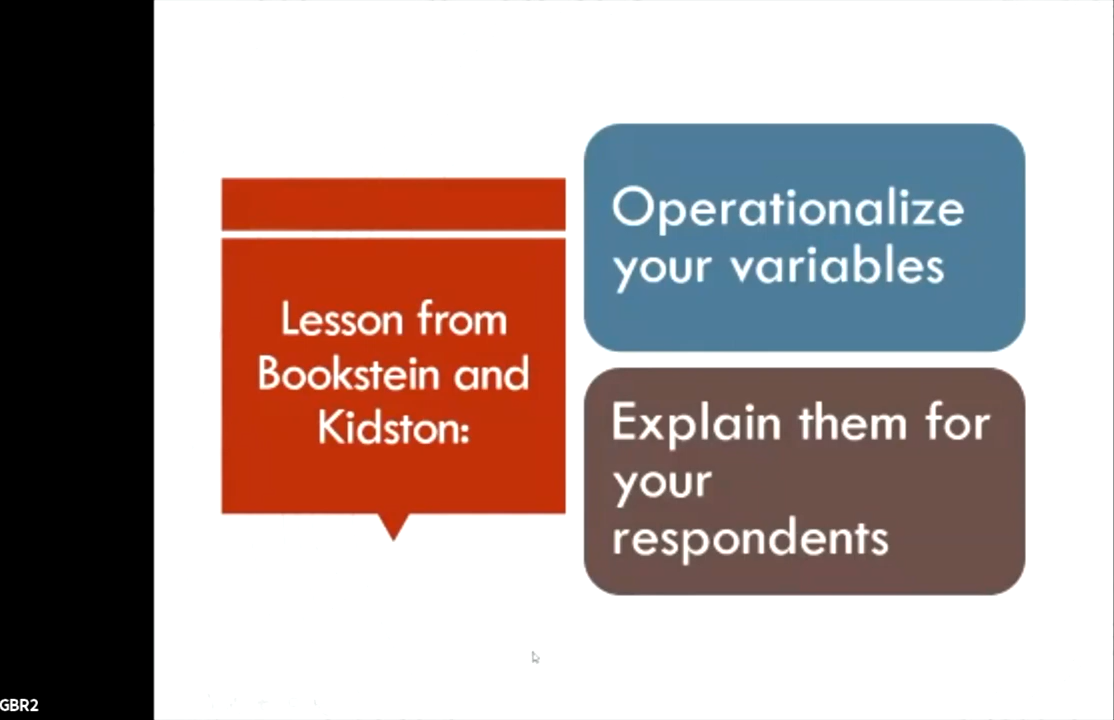 Lesson from
Bookstein and
Kidston:
Operationalize
your variables
Explain them for
your
respondents
GBR2